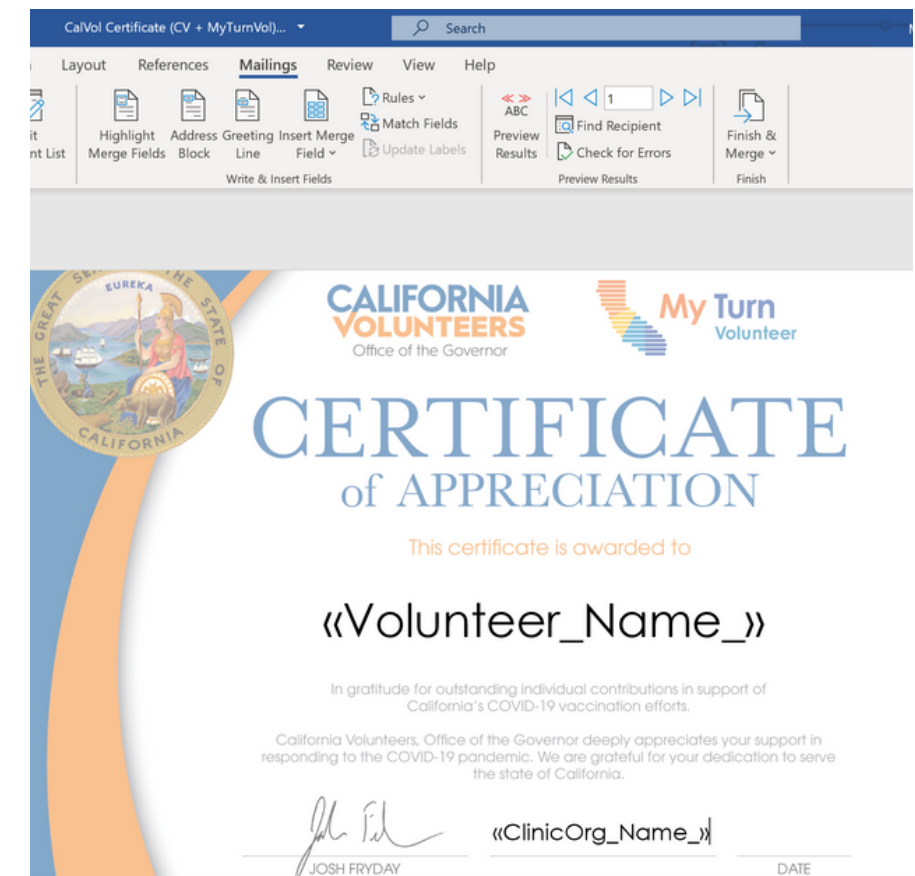 CalVol Certificate (CV + MyTurnVol)...
Search
Layout References Mailings Review View Help
Highlight Merge Fields
Address Block
Greeting Line
Insert Merge Field
Rules
Match Fields
Update Labels
Write & Insert Fields
ABC
Preview Results
1
Find Recipient
Check for Errors
Preview Results
Finish & Merge
Finish
nt List
THE GREAT SEAL OF THE STATE OF CALIFORNIA
EUREKA
CALIFORNIA
VOLUNTEERS
Office of the Governor
My Turn
Volunteer
CERTIFICATE
of APPRECIATION
This certificate is awarded to
«Volunteer_Name_»
In gratitude for outstanding individual contributions in support of
California's COVID-19 vaccination efforts.
California Volunteers, Office of the Governor deeply appreciates your support in
responding to the COVID-19 pandemic. We are grateful for your dedication to serve
the state of California.
«ClinicOrg_Name_»
JOSH FRYDAY
DATE